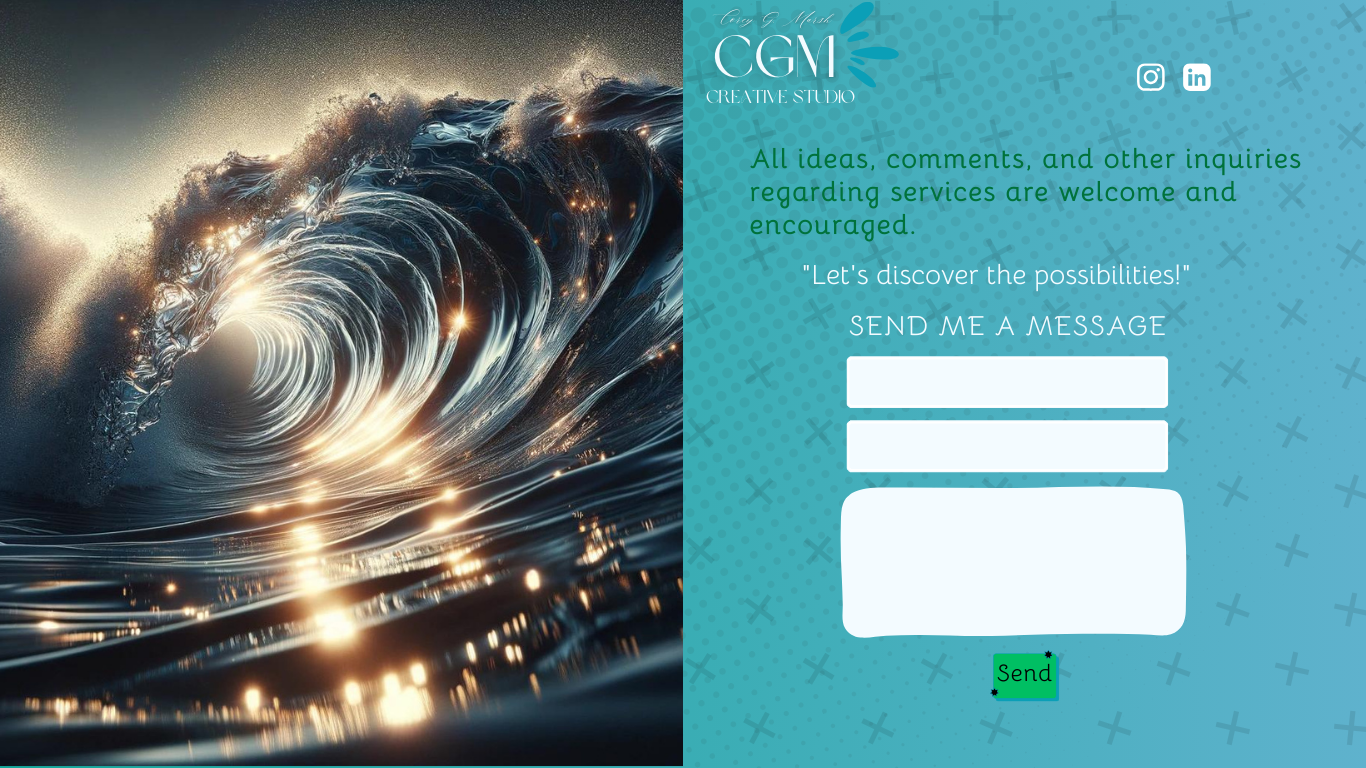 Corey G. Marsh
CGM
CREATIVE STUDIO
in
All ideas, comments, and other inquiries
regarding services are welcome and
encouraged.
"Let's discover the possibilities!"
SEND ME A MESSAGE
Send